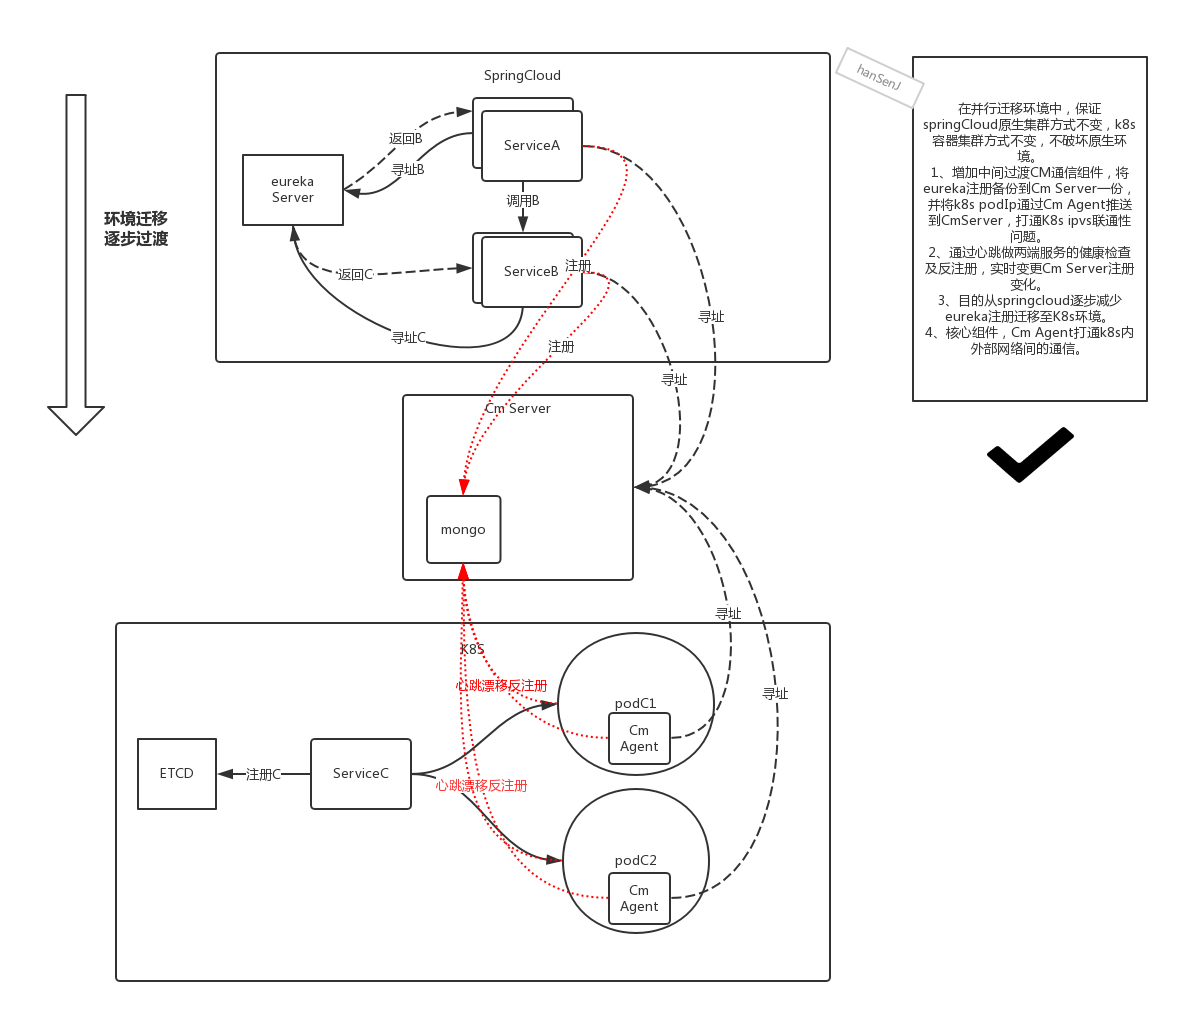 SpringCloud
hanSenJ
返回B
ServiceA
寻址B
eureka
Server
调用B
环境迁移
逐步过渡
返回C
ServiceB
注册
寻址
寻址C
注册
寻址
在并行迁移环境中，保证
springCloud原生集群方式不变，k8s
容器集群方式不变，不破坏原生环
境。
1、增加中间过渡CM通信组件，将
eureka注册备份到Cm Server一份，
并将k8s podIp通过Cm Agent推送
到CmServer，打通K8s ipvs联通性
问题。
2、通过心跳做两端服务的健康检查
及反注册，实时变更Cm Server注册
变化。
3、目的从springcloud逐步减少
eureka注册迁移至K8s环境。
4、核心组件，Cm Agent打通k8s内
外部网络间的通信。
Cm Server
mongo
寻址
K8S
心跳漂移反注册
寻址
podC1
Cm
Agent
ETCD
注册C
ServiceC
心跳漂移反注册
podC2
Cm
Agent